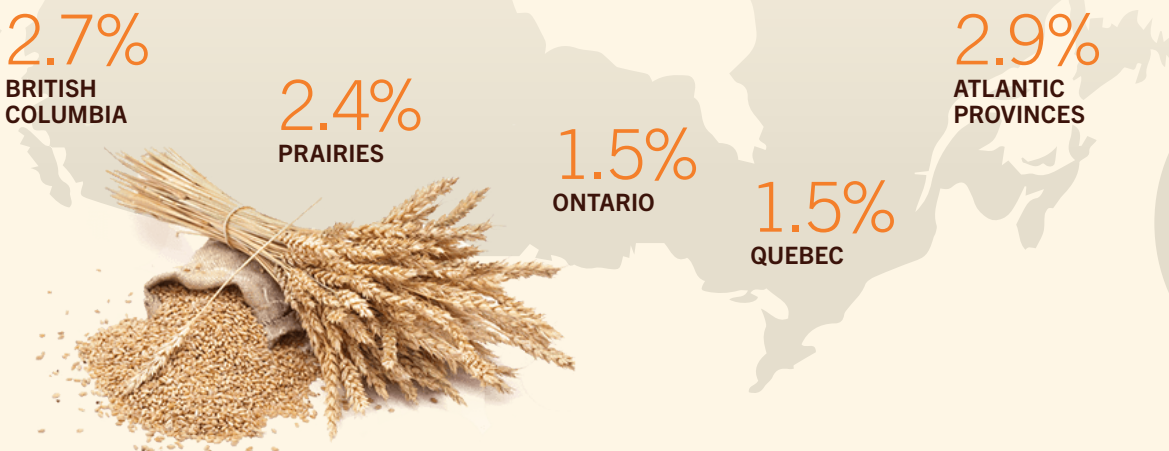 2.7%
BRITISH
COLUMBIA
2.4%
PRAIRIES
1.5%
ONTARIO
1.5%
QUEBEC
2.9%
ATLANTIC
PROVINCES